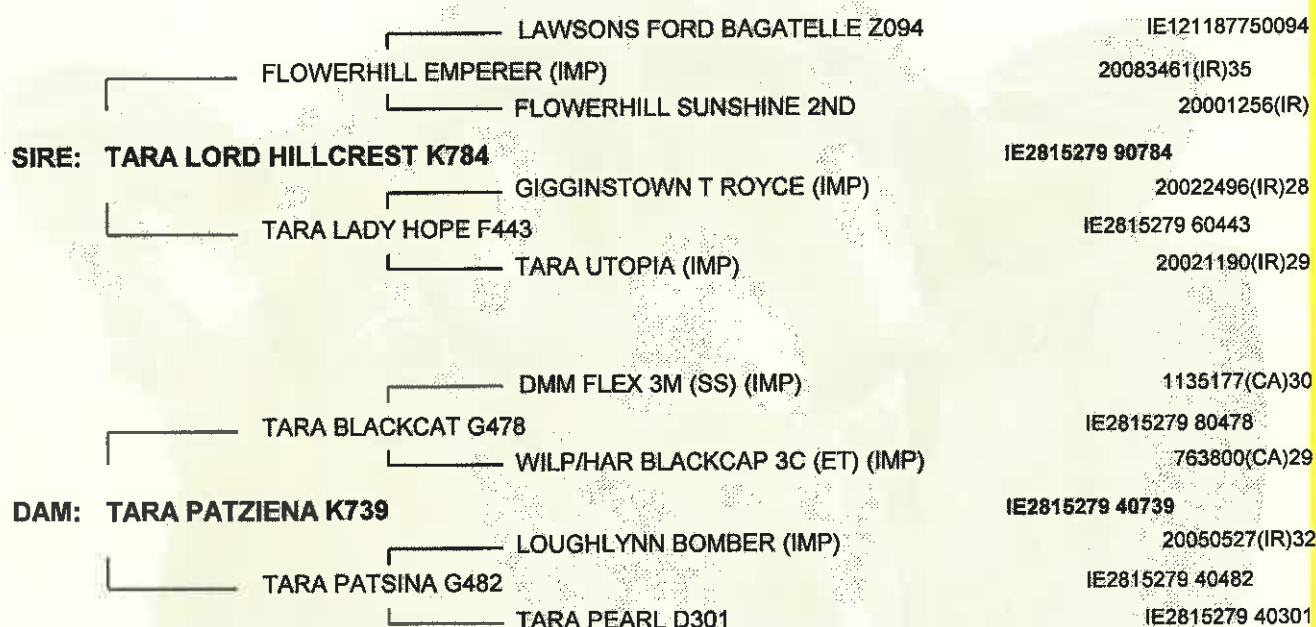 LAWSONS FORD BAGATELLE Z094 IE121187750094
FLOWERHILL EMPERER (IMP) 20083461(IR)35
FLOWERHILL SUNSHINE 2ND 20001256(IR)
SIRE: TARA LORD HILLCREST K784 IE2815279 90784
GIGGINSTOWN T ROYCE (IMP) 20022496(IR)28
TARA LADY HOPE F443 IE2815279 60443
TARA UTOPIA (IMP) 20021190(IR)29
DMM FLEX 3M (SS) (IMP) 1135177(CA)30
TARA BLACKCAT G478 IE2815279 80478
WILP/HAR BLACKCAP 3C (ET) (IMP) 763800(CA)29
DAM: TARA PATZIENA K739 IE2815279 40739
LOUGHLYNN BOMBER (IMP) 20050527(IR)32
TARA PATSINA G482 IE2815279 40482
TARA PEARL D301 IE2815279 40301